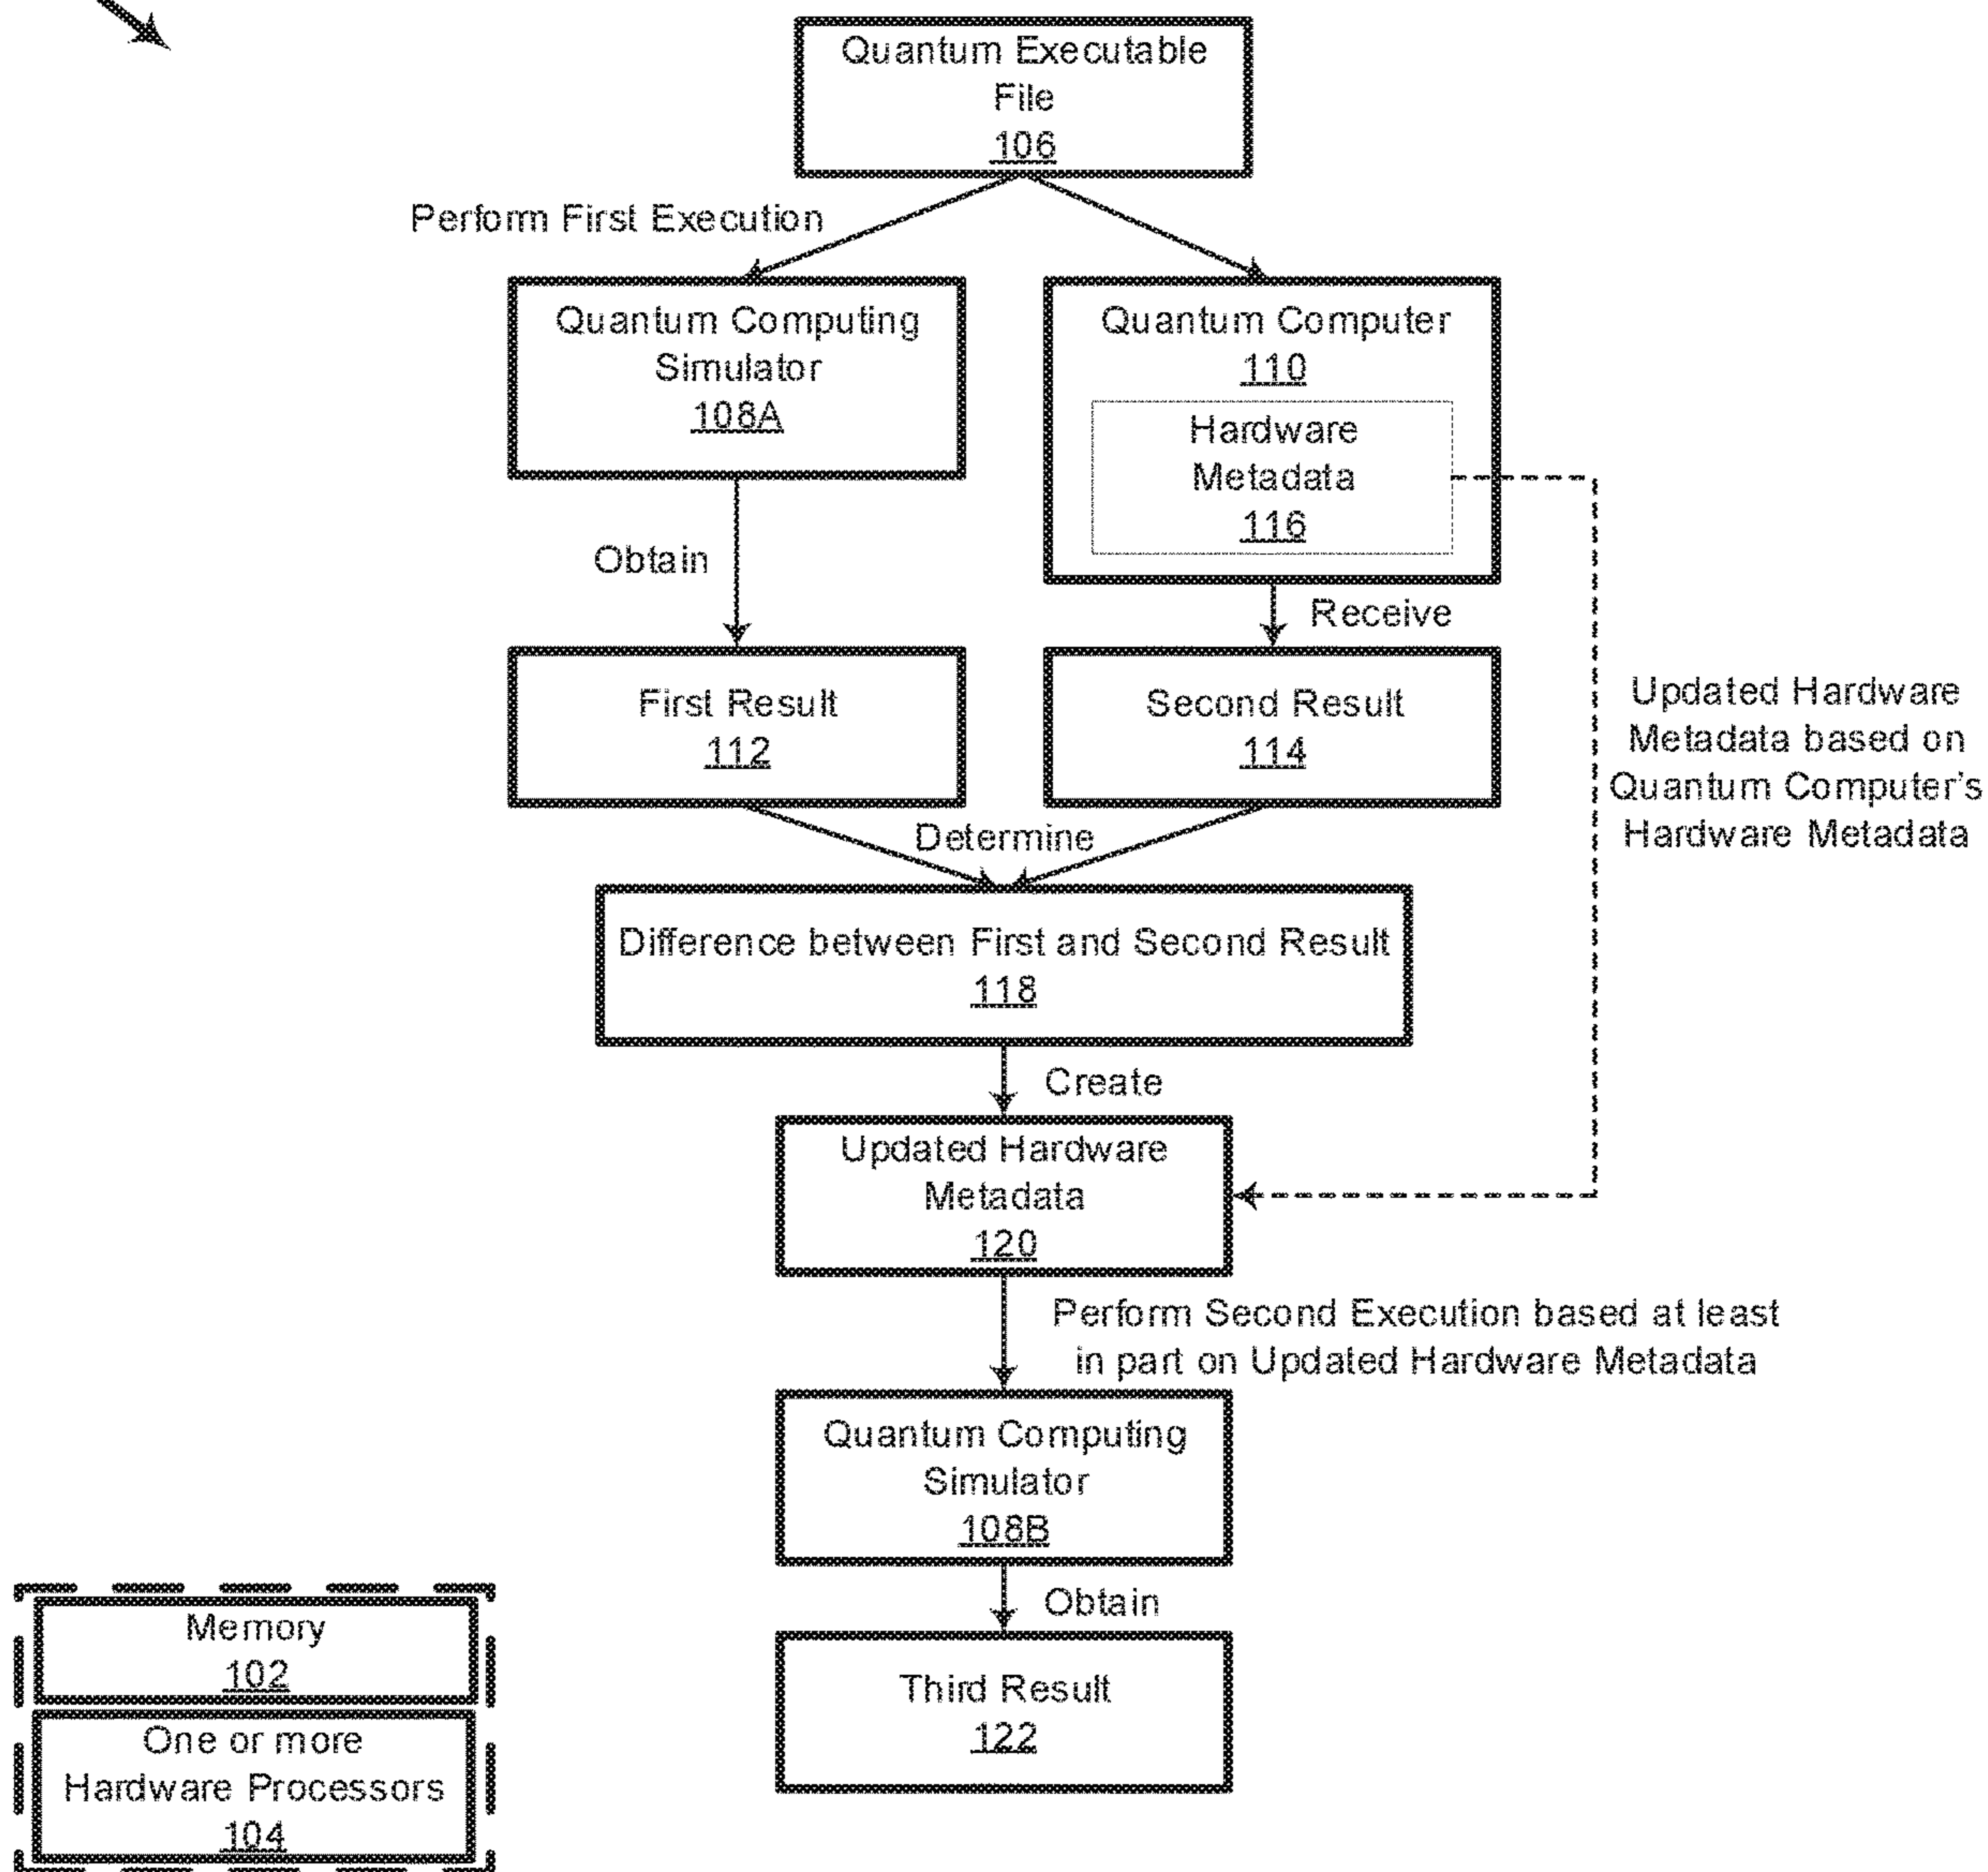 Quantum Executable
File
106
Perform First Execution
Quantum Computing
Simulator
108A
Quantum Computer
110
Hardware
Metadata
116
Obtain
Receive
First Result
112
Second Result
114
Updated Hardware
Metadata based on
Quantum Computer's
Hardware Metadata
Determine
Difference between First and Second Result
118
Create
Updated Hardware
Metadata
120
Perform Second Execution based at least
in part on Updated Hardware Metadata
Quantum Computing
Simulator
108B
Obtain
Third Result
122
Memory
102
One or more
Hardware Processors
104